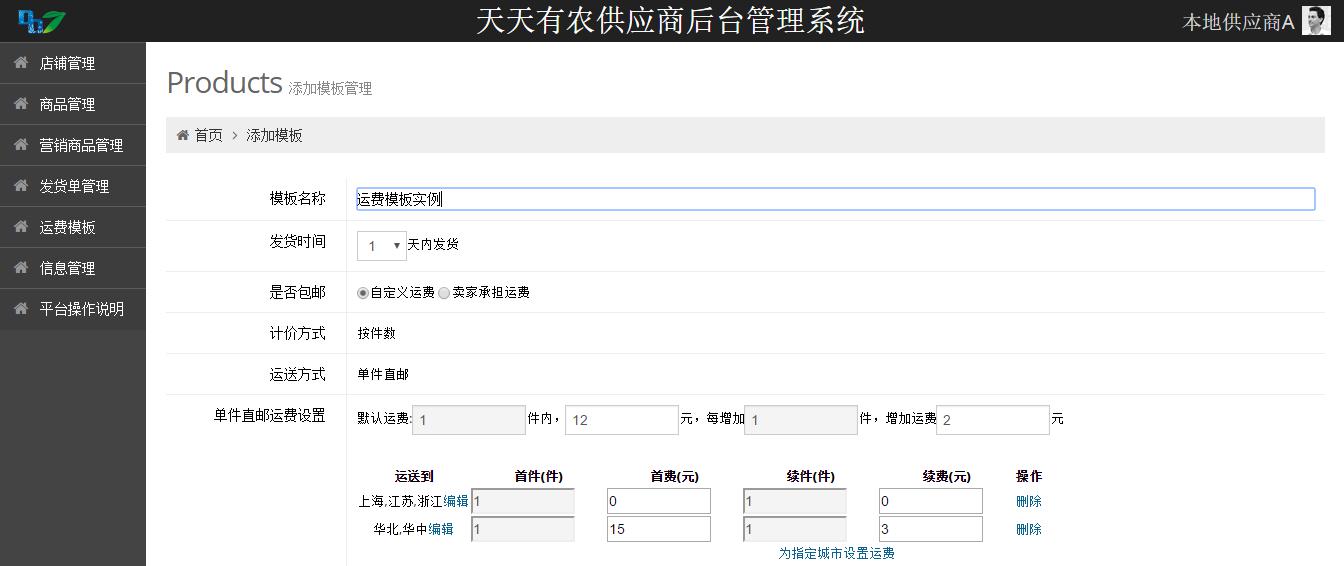 天天有农供应商后台管理系统
本地供应商A
店铺管理
商品管理
营销商品管理
发货单管理
运费模板
信息管理
平台操作说明
Products 添加模板管理
首页 > 添加模板
模板名称 运费模板实例
发货时间 1 天内发货
是否包邮 自定义运费 卖家承担运费
计价方式 按件数
运送方式 单件直邮
单件直邮运费设置 默认运费: 1 件内， 12 元，每增加 1 件，增加运费 2 元
运送到 首件(件) 首费(元) 续件(件) 续费(元) 操作
上海,江苏,浙江编辑 1 0 1 0 删除
华北,华中编辑 1 15 1 3 删除
为指定城市设置运费